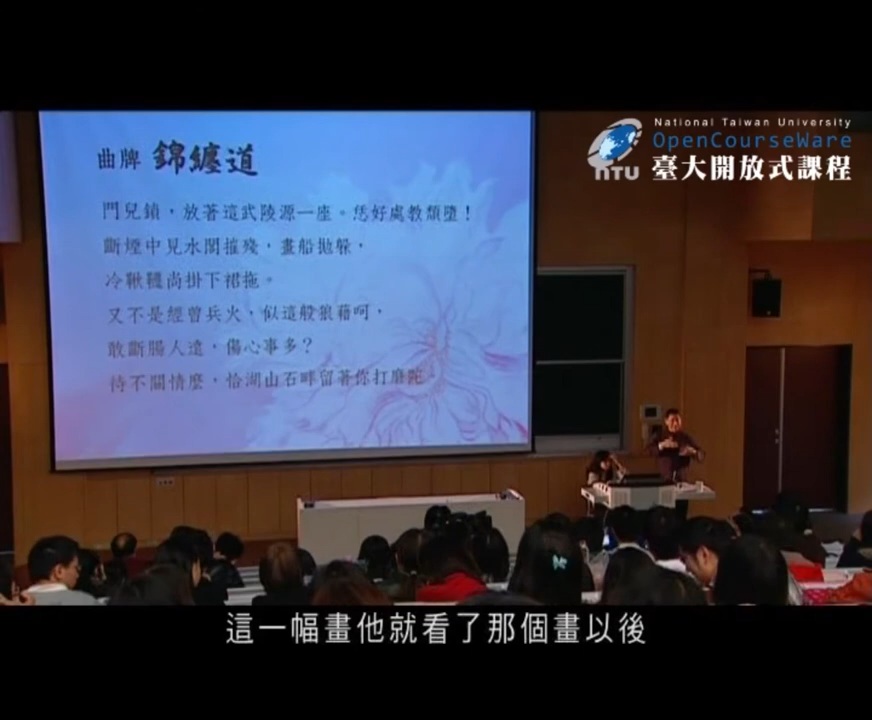 National Taiwan University
OpenCourseWare
NTU 臺大開放式課程
曲牌 錦纏道
門兒鎖，放著這武陵源一座。恁好處教頹墮！
斷煙中見水閣摧殘，畫船拋躲，
冷鞦韆尚掛下裙拖。
又不是經曾兵火，似這般狼藉呵，
敢斷腸人遠，傷心事多？
待不關情麼，恰湖山石畔留著你打磨陀。
這一幅畫他就看了那個畫以後